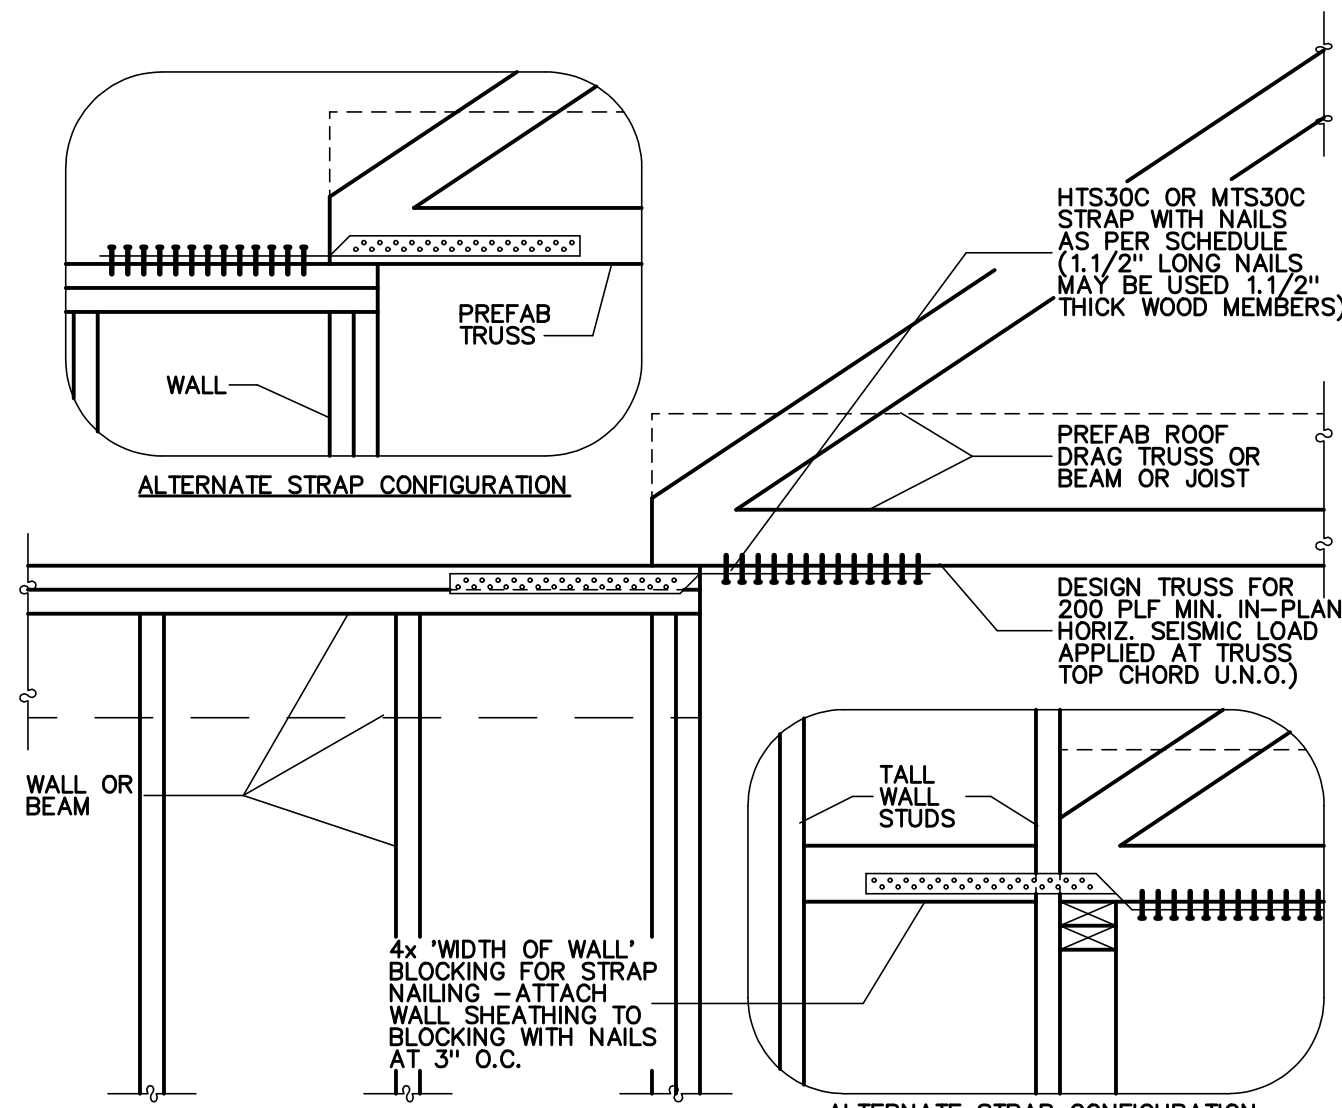 PREFAB
TRUSS
WALL
ALTERNATE STRAP CONFIGURATION
HTS30C OR MTS30C
STRAP WITH NAILS
AS PER SCHEDULE
(1.1/2" LONG NAILS
MAY BE USED 1.1/2"
THICK WOOD MEMBERS)
PREFAB ROOF
DRAG TRUSS OR
BEAM OR JOIST
DESIGN TRUSS FOR
200 PLF MIN. IN-PLAN
HORIZ. SEISMIC LOAD
APPLIED AT TRUSS
TOP CHORD U.N.O.)
WALL OR
BEAM
TALL
WALL
STUDS
4x 'WIDTH OF WALL'
BLOCKING FOR STRAP
NAILING -ATTACH
WALL SHEATHING TO
BLOCKING WITH NAILS
AT 3" O.C.
ALTERNATE STRAP CONFIGURATION